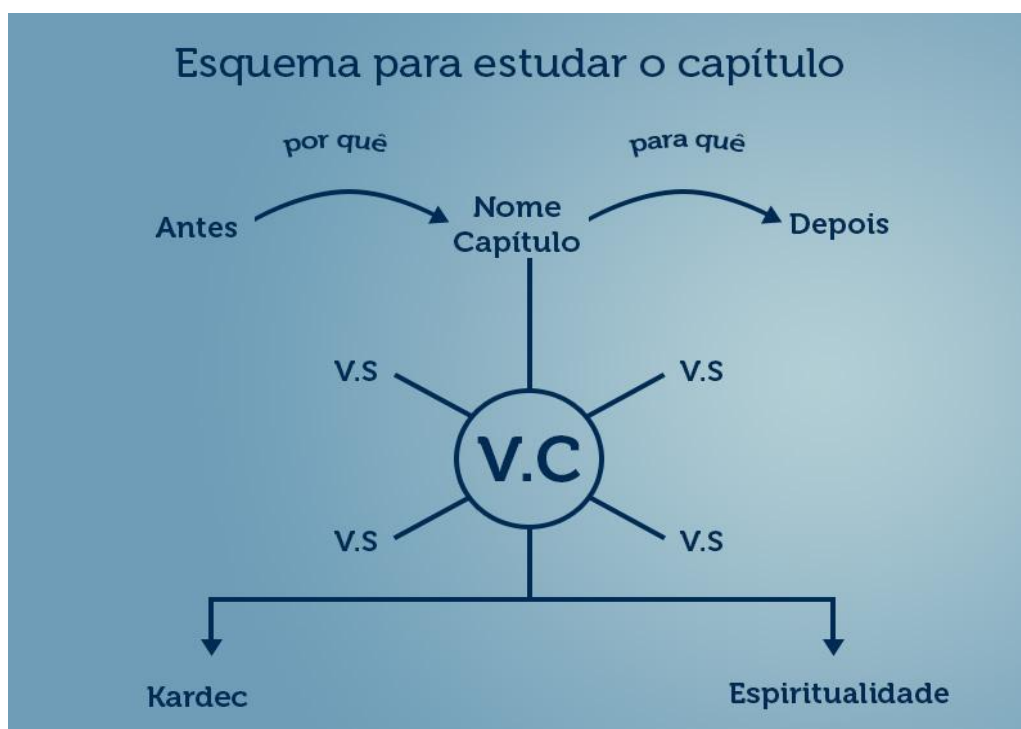 Esquema para estudar o capítulo
por quê
para quê
Antes
Nome
Capítulo
Depois
V.S
V.S
V.C
V.S
V.S
Kardec
Espiritualidade